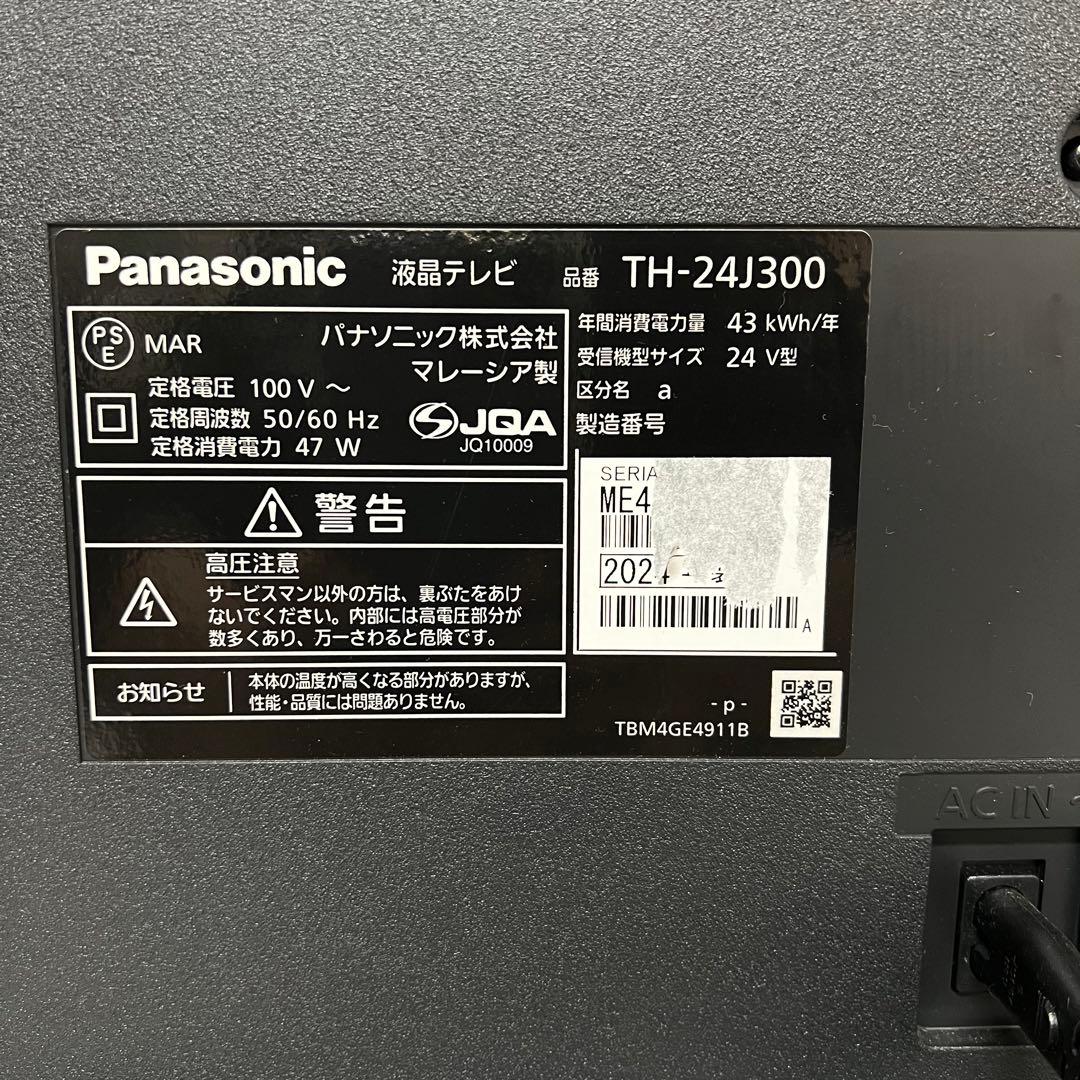 Panasonic 液晶テレビ 品番 TH-24J300
PSE MAR パナソニック株式会社
マレーシア製
定格電圧 100 V ～
定格周波数 50/60 Hz
定格消費電力 47 W
JQA
JQ10009
年間消費電力量 43 kWh/年
受信機型サイズ 24 V型
区分名 a
製造番号
ME4
A
警告
高圧注意
サービスマン以外の方は、裏ぶたをあけ
ないでください。内部には高電圧部分が
数多くあり、万一さわると危険です。
お知らせ
本体の温度が高くなる部分がありますが、
性能・品質には問題ありません。
- p -
TBM4GE4911B
AC IN ～